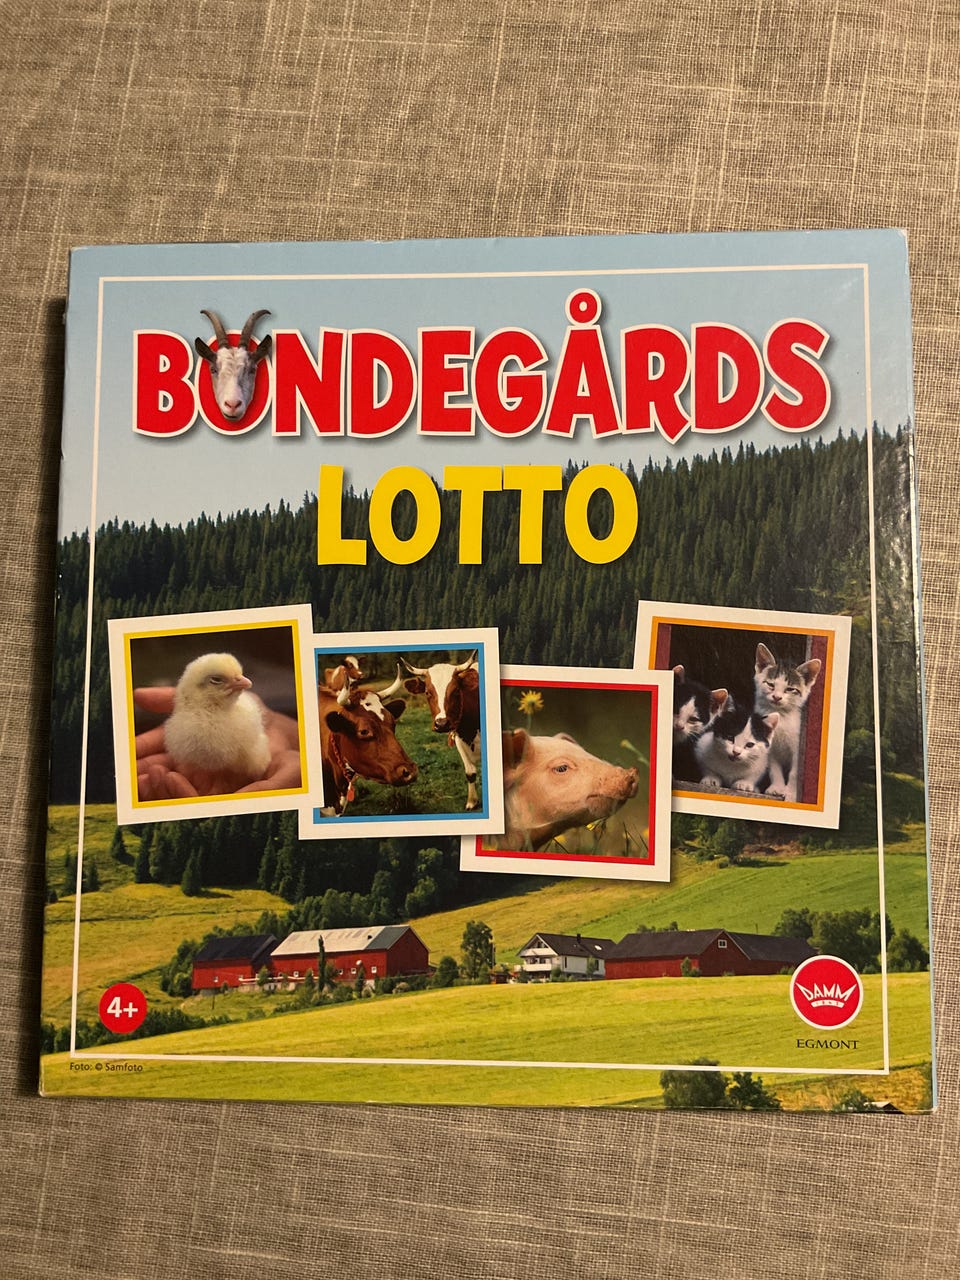 BONDEGÅRDS
LOTTO
4+
DAMM
EGMONT
Foto: © Samfoto